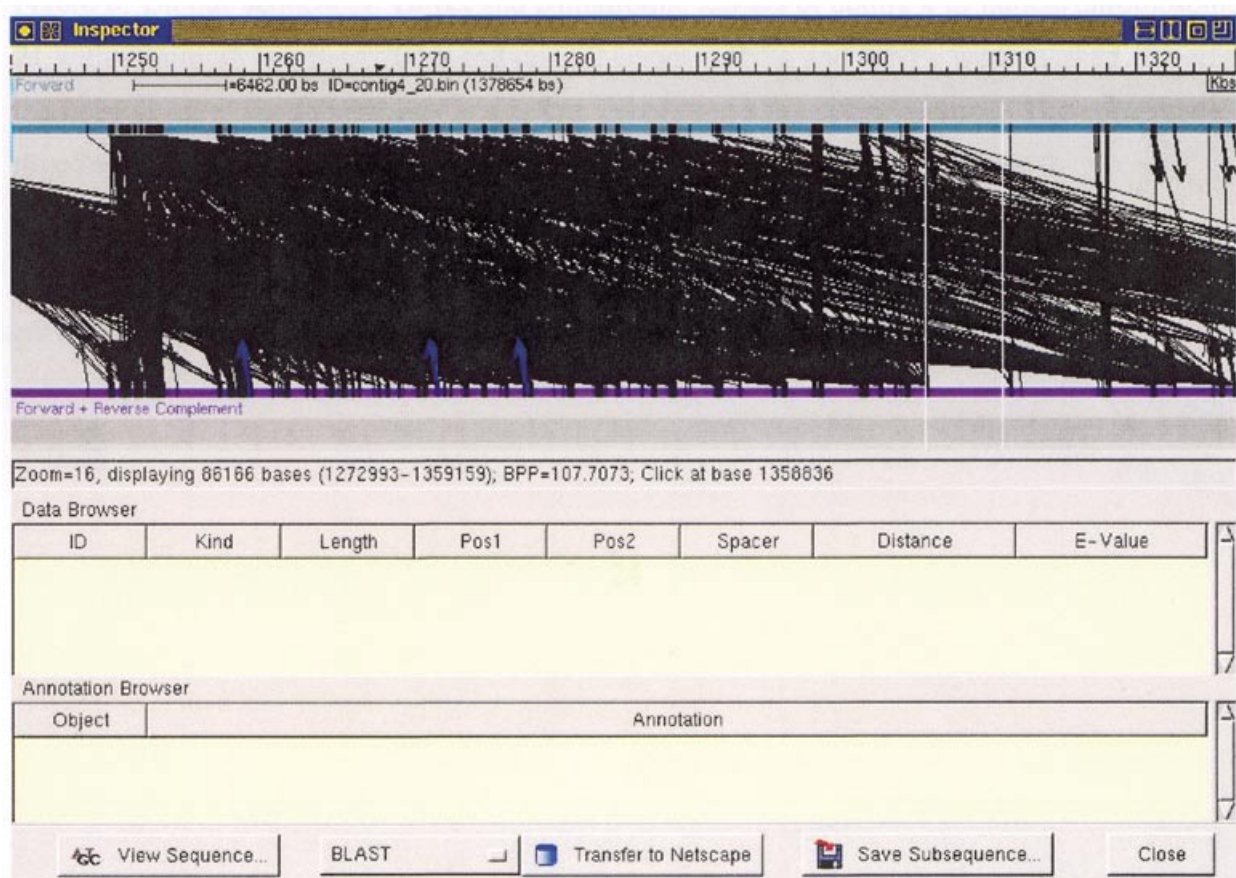 Inspector
1250 1260 1270 1280 1290 1300 1310 1320
Forward =6462.00 bs ID=contig4_20.bin (1378654 bs) Kbs
Forward + Reverse Complement
Zoom=16, displaying 86166 bases (1272993-1359159); BPP=107.7073; Click at base 1358836
Data Browser
ID Kind Length Pos1 Pos2 Spacer Distance E-Value
Annotation Browser
Object Annotation
AGC View Sequence... BLAST Transfer to Netscape Save Subsequence... Close